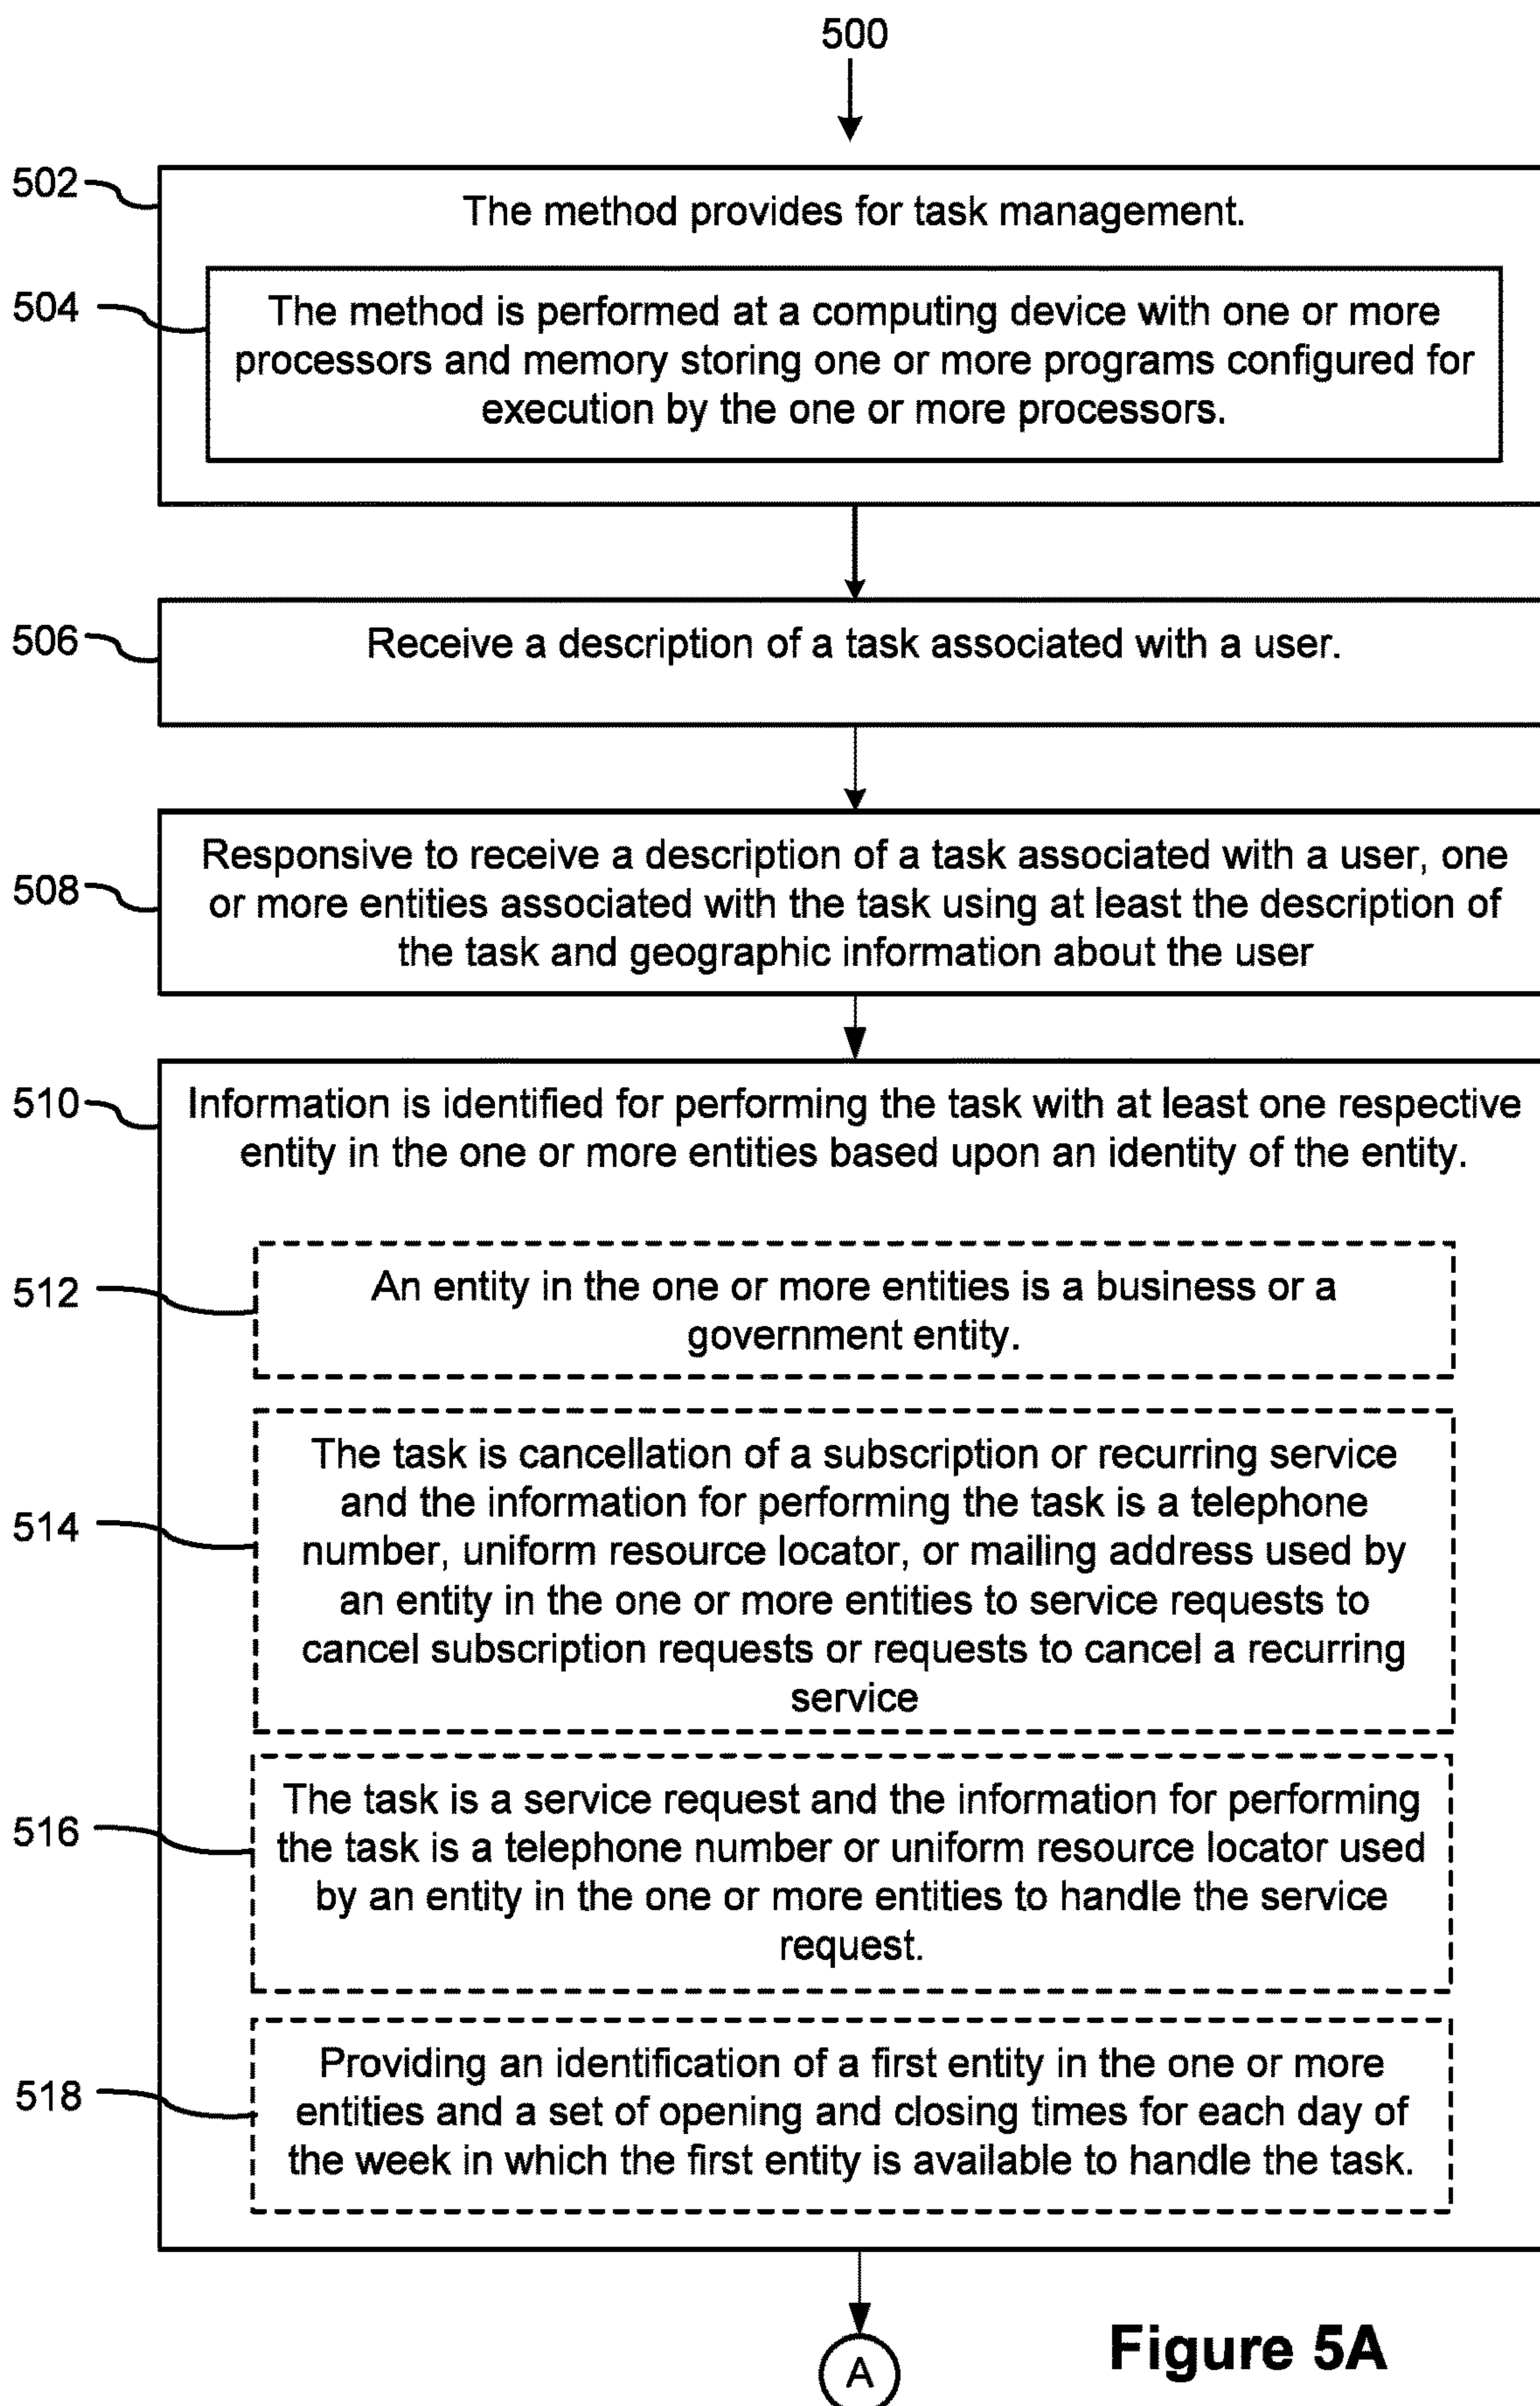 500
502
The method provides for task management.
504
The method is performed at a computing device with one or more
processors and memory storing one or more programs configured for
execution by the one or more processors.
506
Receive a description of a task associated with a user.
508
Responsive to receive a description of a task associated with a user, one
or more entities associated with the task using at least the description of
the task and geographic information about the user
510
Information is identified for performing the task with at least one respective
entity in the one or more entities based upon an identity of the entity.
512
An entity in the one or more entities is a business or a
government entity.
514
The task is cancellation of a subscription or recurring service
and the information for performing the task is a telephone
number, uniform resource locator, or mailing address used by
an entity in the one or more entities to service requests to
cancel subscription requests or requests to cancel a recurring
service
516
The task is a service request and the information for performing
the task is a telephone number or uniform resource locator used
by an entity in the one or more entities to handle the service
request.
518
Providing an identification of a first entity in the one or more
entities and a set of opening and closing times for each day of
the week in which the first entity is available to handle the task.
A
Figure 5A